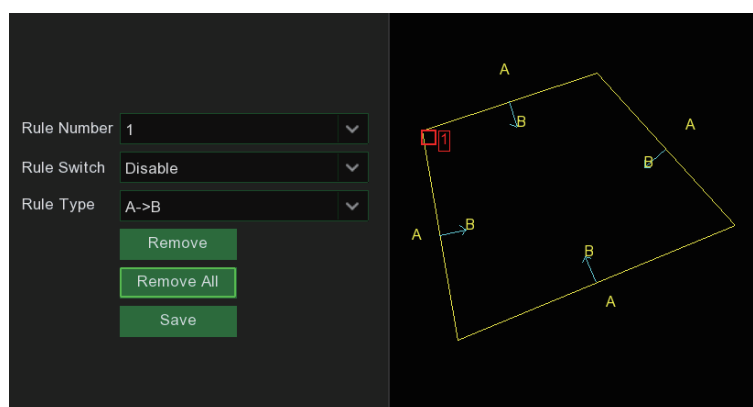 Rule Number 1
Rule Switch Disable
Rule Type A->B
Remove
Remove All
Save
A
B
1
A
B
A
B
B
A